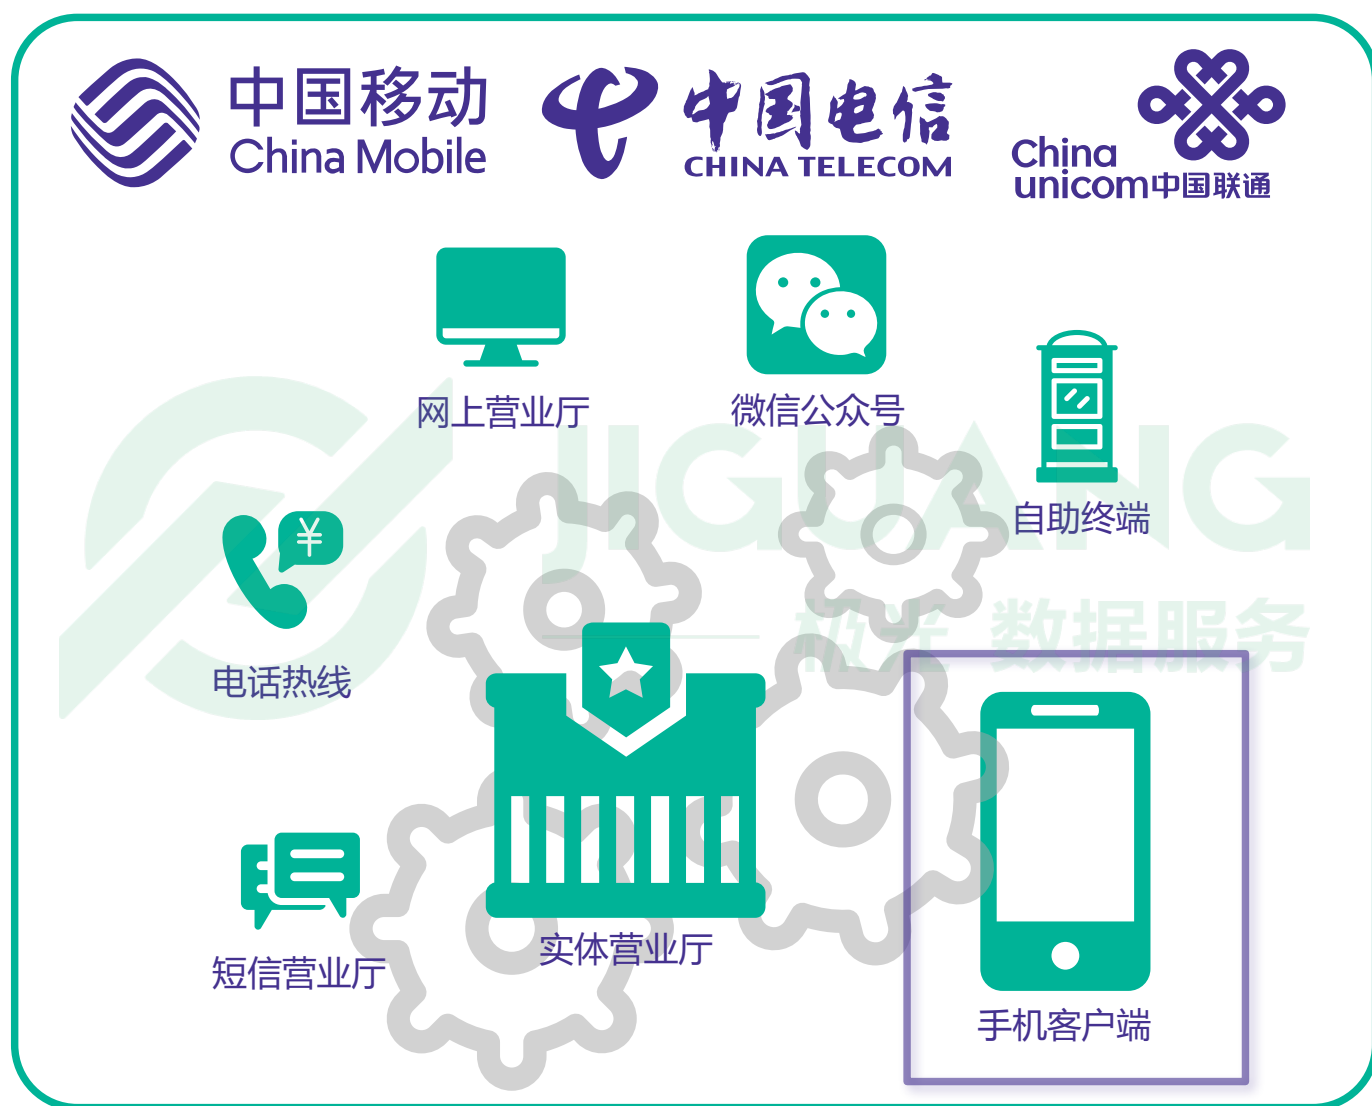 中国移动
China Mobile
中国电信
CHINA TELECOM
China
unicom中国联通
网上营业厅
微信公众号
自助终端
JIGUANG
极光 数据服务
¥
电话热线
短信营业厅
实体营业厅
手机客户端